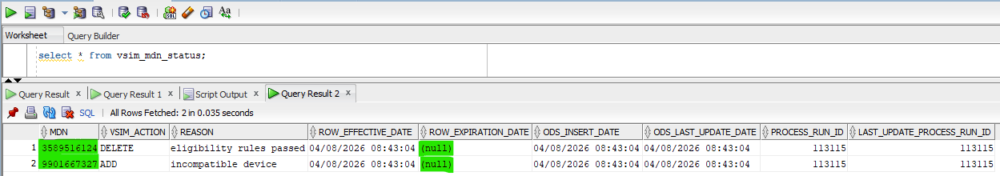 SQL
Aa
Worksheet Query Builder
select * from vsim_mdn_status;
Query Result x Query Result 1 x Script Output x Query Result 2 x
SQL | All Rows Fetched: 2 in 0.035 seconds
MDN VSIM_ACTION REASON ROW_EFFECTIVE_DATE ROW_EXPIRATION_DATE ODS_INSERT_DATE ODS_LAST_UPDATE_DATE PROCESS_RUN_ID LAST_UPDATE_PROCESS_RUN_ID
1 3589516124 DELETE eligibility rules passed 04/08/2026 08:43:04 (null) 04/08/2026 08:43:04 04/08/2026 08:43:04 113115 113115
2 9901667327 ADD incompatible device 04/08/2026 08:43:04 (null) 04/08/2026 08:43:04 04/08/2026 08:43:04 113115 113115